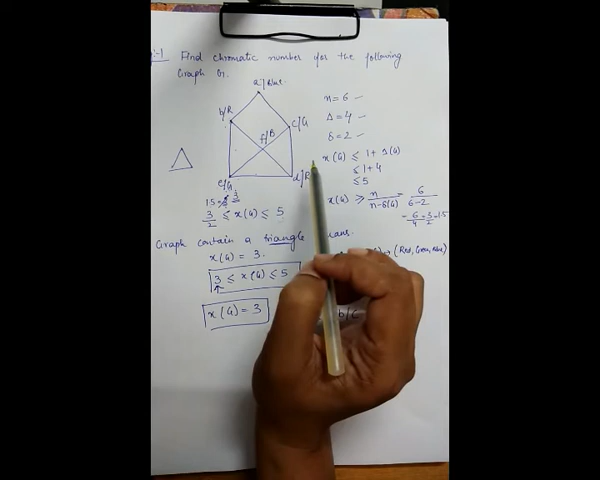 :-1 Find chromatic number for the following
Graph G.
a/Blue.
b/R
c/G
f/B
e/G
d/R
n = 6 –
Δ = 4 –
δ = 2 –
x(G) ≤ 1 + Δ(G)
≤ 1 + 4
≤ 5
x(G) ≥ n/(n-δ(G)) = 6/(6-2)
= 6/4 = 3/2 = 1.5
3/2 ≤ x(G) ≤ 5
Graph contain a triangle
x(G) = 3.
→ (Red, Green, Blue)
3 ≤ x(G) ≤ 5
x(G) = 3
b/c